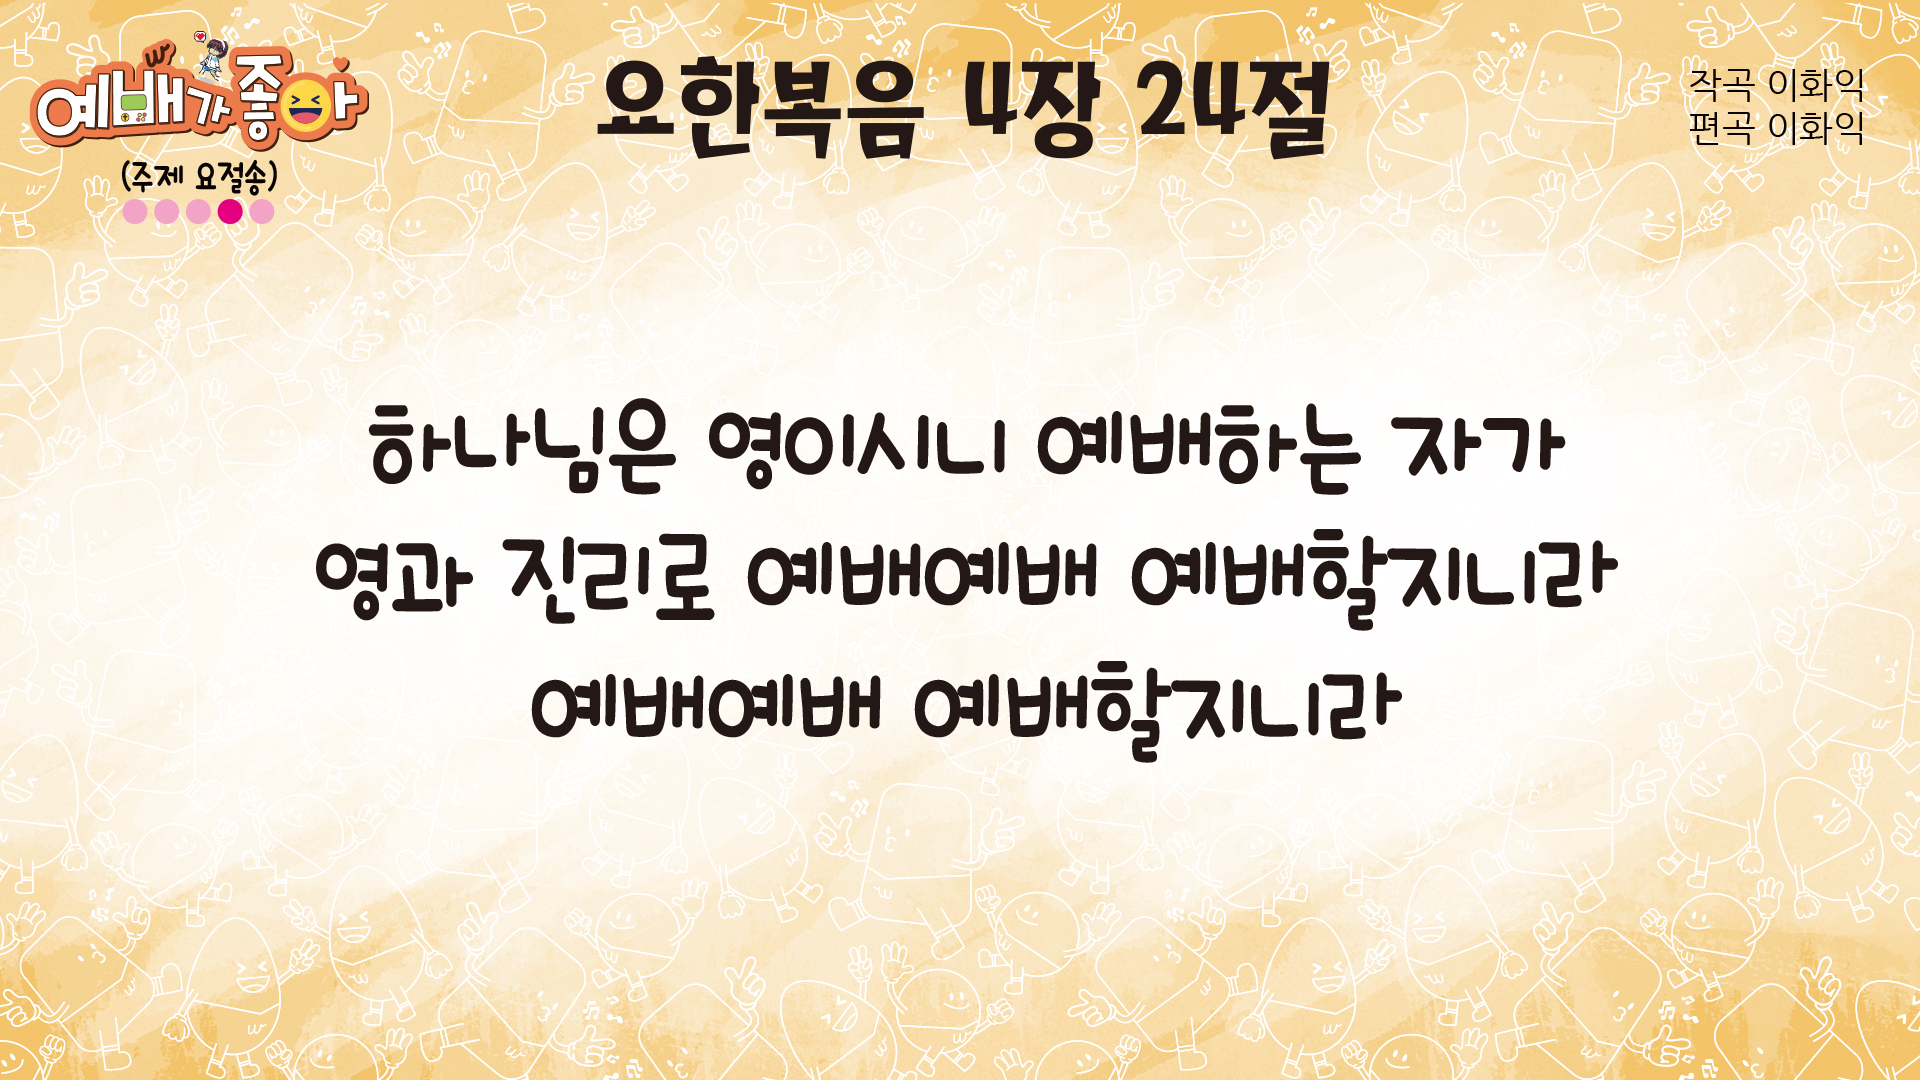 예배가 좋아
(주제 요절송)
요한복음 4장 24절
작곡 이화익
편곡 이화익
하나님은 영이시니 예배하는 자가
영과 진리로 예배예배 예배할지니라
예배예배 예배할지니라